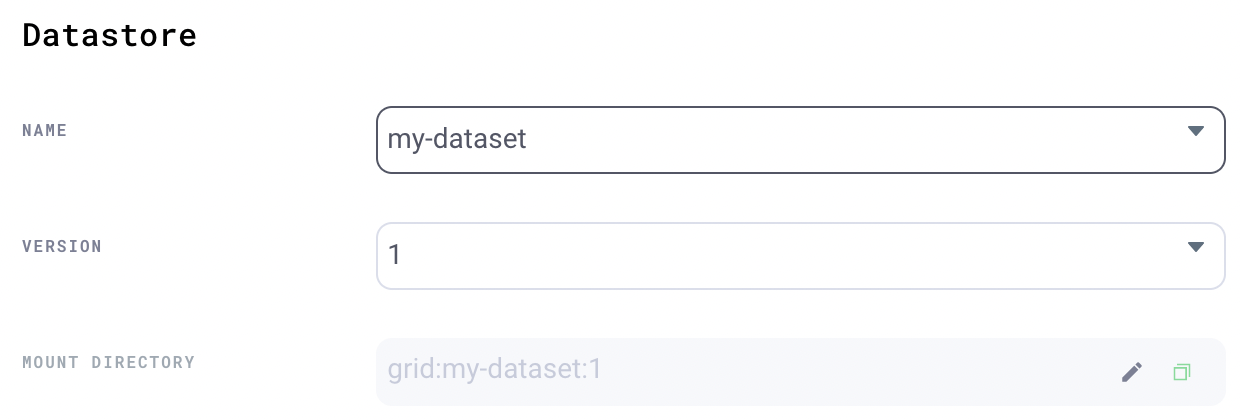 Datastore
NAME
my-dataset
VERSION
1
MOUNT DIRECTORY
grid:my-dataset:1